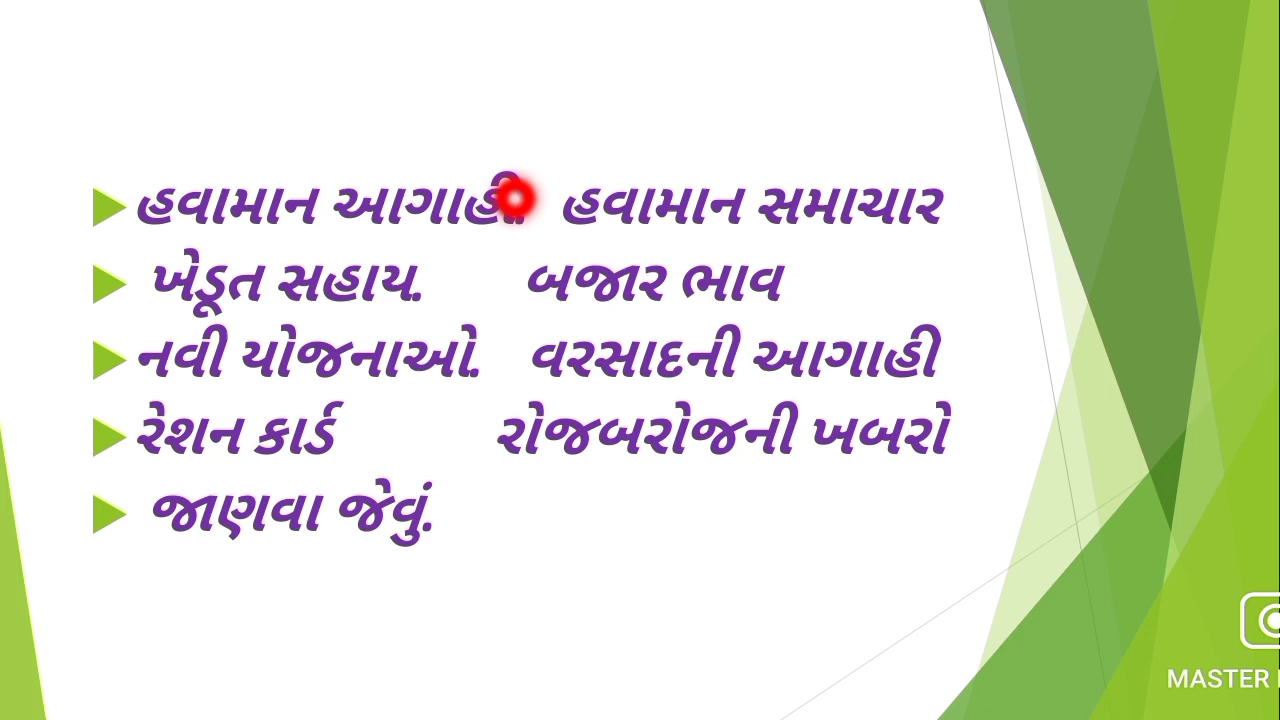 હવામાન આગાહી. હવામાન સમાચાર
ખેડૂત સહાય. બજાર ભાવ
નવી યોજનાઓ. વરસાદની આગાહી
રેશન કાર્ડ રોજબરોજની ખબરો
જાણવા જેવું.
MASTER